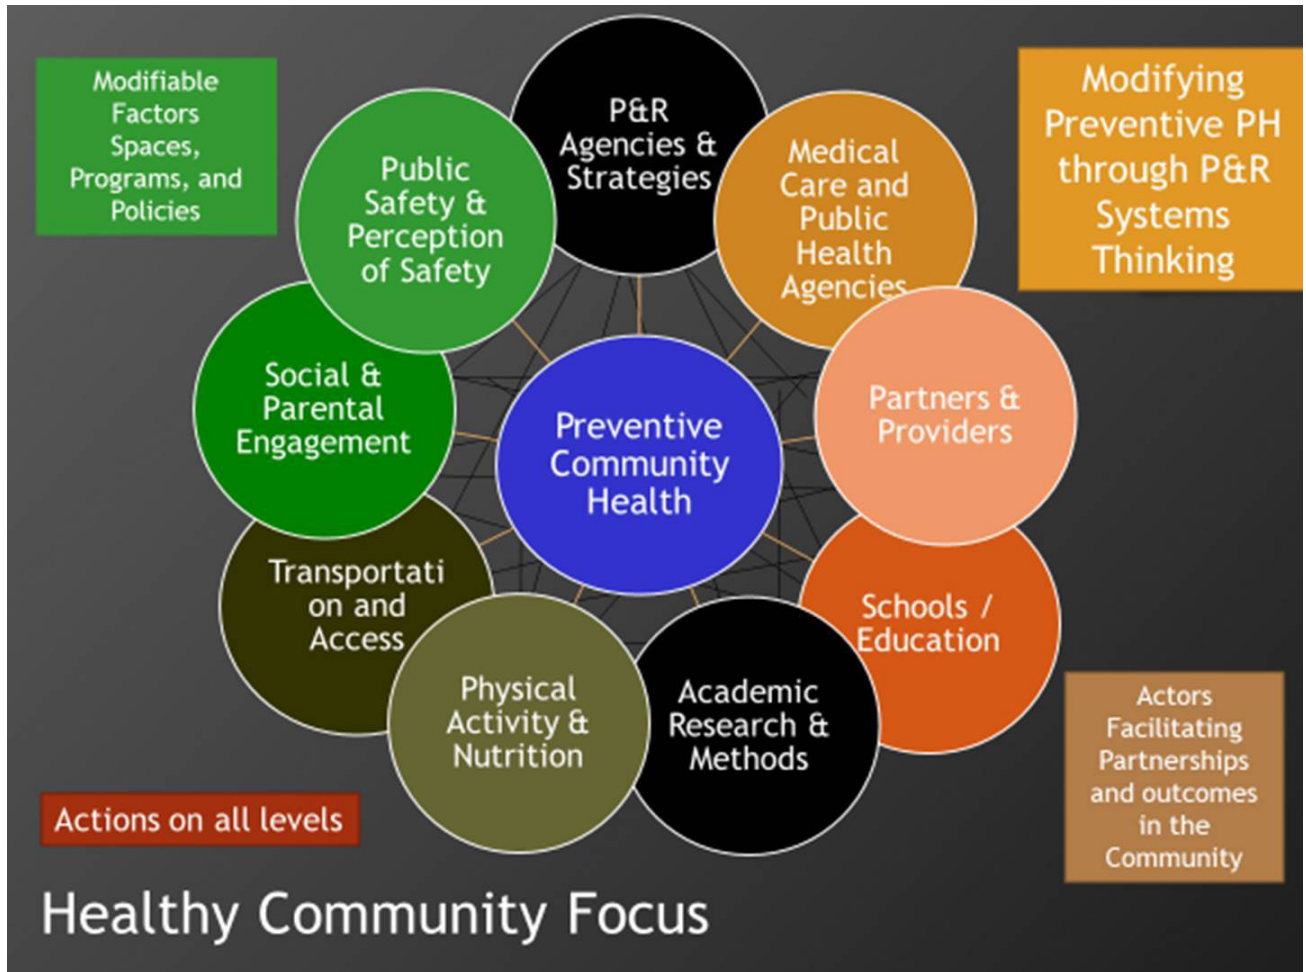 Modifiable
Factors
Spaces,
Programs, and
Policies
P&R
Agencies &
Strategies
Modifying
Preventive PH
through P&R
Systems
Thinking
Public
Safety &
Perception
of Safety
Medical
Care and
Public
Health
Agencies
Social &
Parental
Engagement
Preventive
Community
Health
Partners &
Providers
Transportati
on and
Access
Schools /
Education
Physical
Activity &
Nutrition
Academic
Research &
Methods
Actors
Facilitating
Partnerships
and outcomes
in the
Community
Actions on all levels
Healthy Community Focus